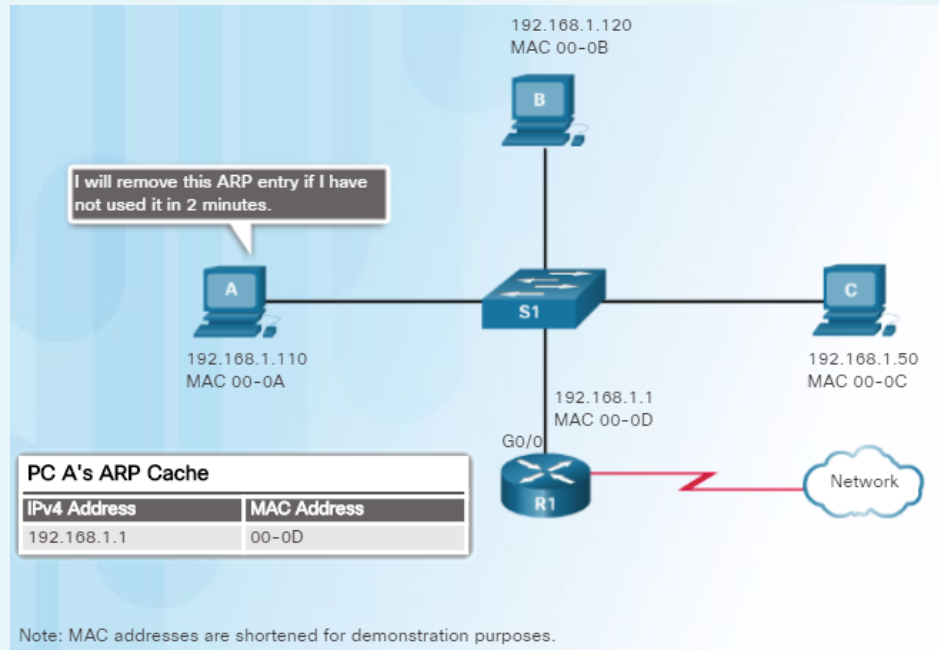 192.168.1.120
MAC 00-0B
B
I will remove this ARP entry if I have
not used it in 2 minutes.
A
S1
C
192.168.1.110
MAC 00-0A
192.168.1.50
MAC 00-0C
192.168.1.1
MAC 00-0D
G0/0
R1
Network
PC A's ARP Cache
IPv4 Address MAC Address
192.168.1.1 00-0D
Note: MAC addresses are shortened for demonstration purposes.